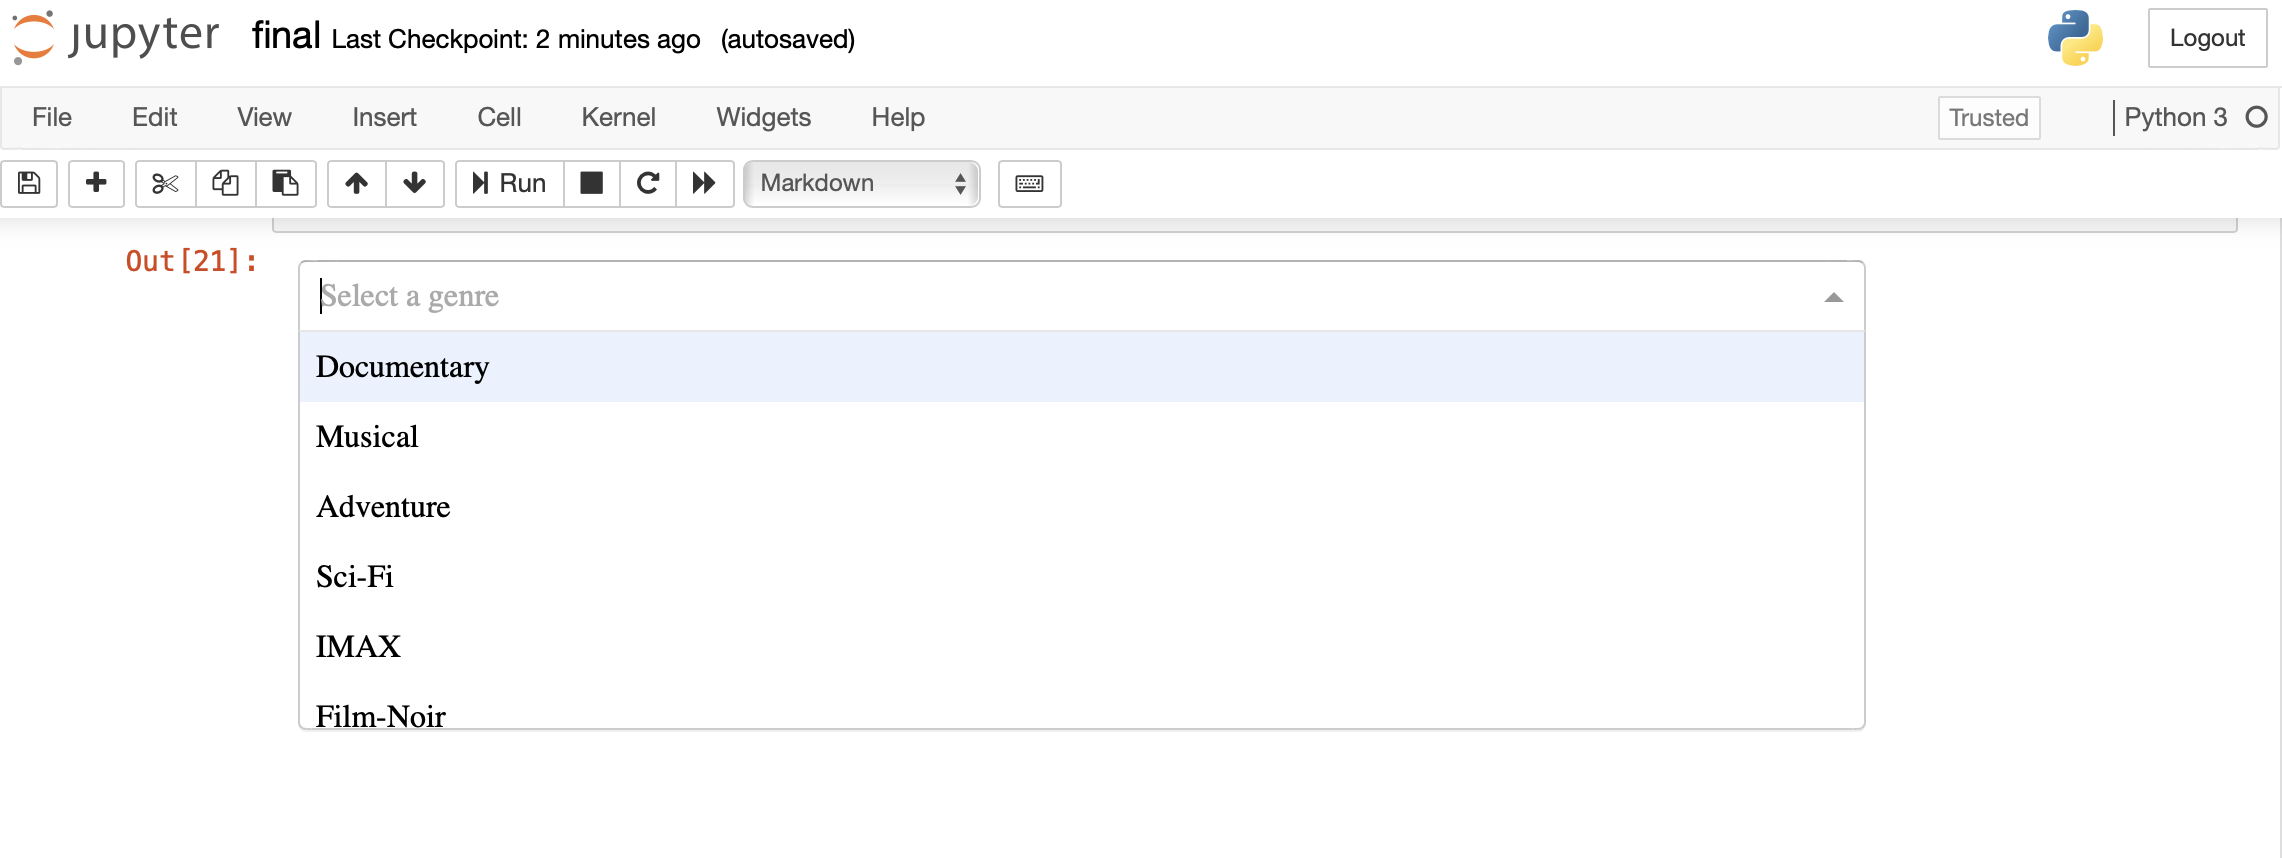 jupyter final Last Checkpoint: 2 minutes ago (autosaved) Logout
File Edit View Insert Cell Kernel Widgets Help Trusted Python 3
Run Markdown
Out[21]:
Select a genre
Documentary
Musical
Adventure
Sci-Fi
IMAX
Film-Noir